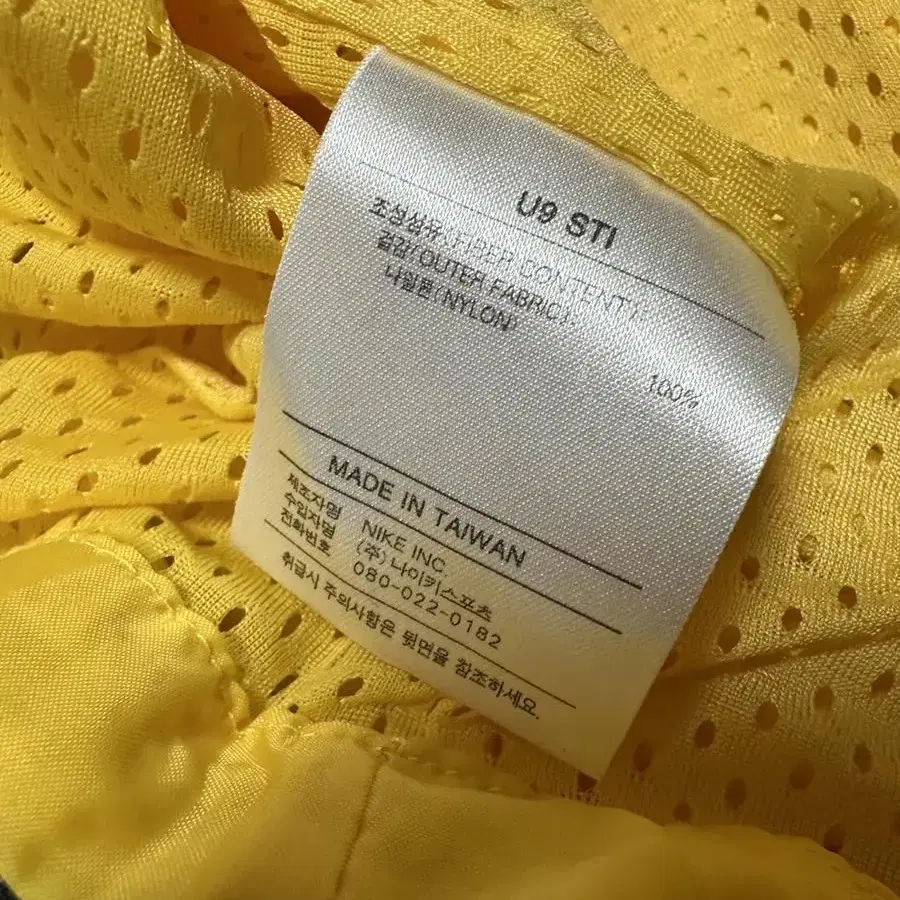 U9 STI
조성섬유/(FIBER CONTENT):
겉감/(OUTER FABRIC):
나일론/(NYLON)
100%
MADE IN TAIWAN
제조자명 NIKE INC
수입자명 (주)나이키스포츠
전화번호 080-022-0182
취급시 주의사항은 뒷면을 참조하세요.